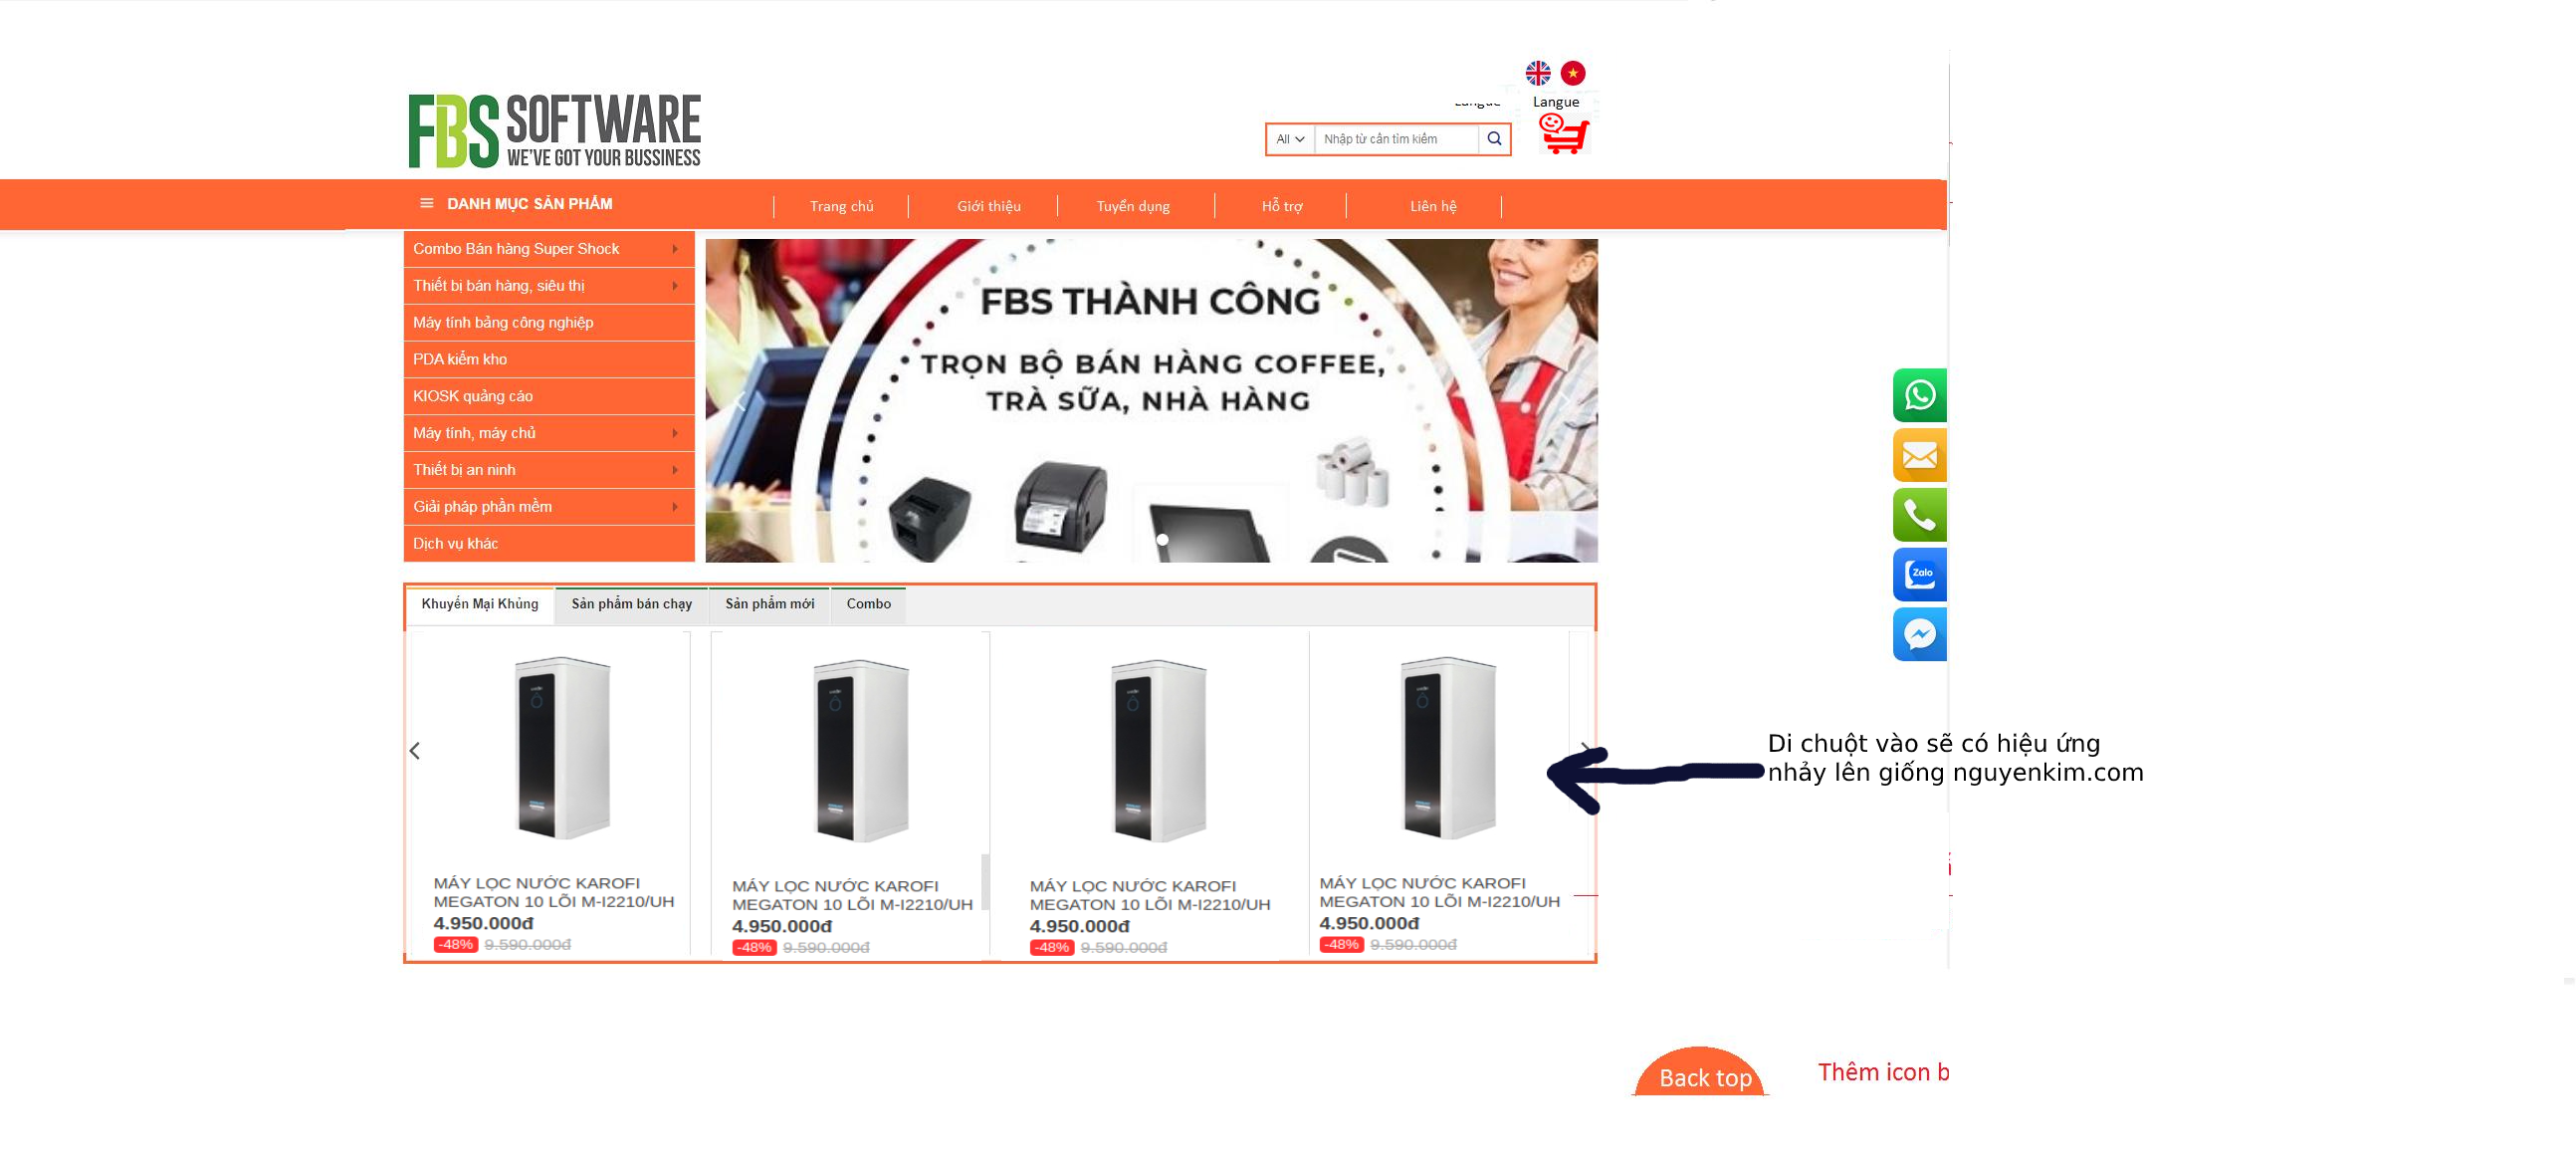 Langue
FBS SOFTWARE
WE'VE GOT YOUR BUSSINESS
All
Nhập từ cần tìm kiếm
DANH MỤC SẢN PHẨM
Trang chủ
Giới thiệu
Tuyển dụng
Hỗ trợ
Liên hệ
Combo Bán hàng Super Shock
Thiết bị bán hàng, siêu thị
Máy tính bảng công nghiệp
PDA kiểm kho
KIOSK quảng cáo
Máy tính, máy chủ
Thiết bị an ninh
Giải pháp phần mềm
Dịch vụ khác
FBS THÀNH CÔNG
TRỌN BỘ BÁN HÀNG COFFEE,
TRÀ SỮA, NHÀ HÀNG
Zalo
Khuyến Mại Khủng
Sản phẩm bán chạy
Sản phẩm mới
Combo
Di chuột vào sẽ có hiệu ứng
nhảy lên giống nguyenkim.com
MÁY LỌC NƯỚC KAROFI
MEGATON 10 LÕI M-I2210/UH
4.950.000đ
-48% 9.590.000đ
MÁY LỌC NƯỚC KAROFI
MEGATON 10 LÕI M-I2210/UH
4.950.000đ
-48% 9.590.000đ
MÁY LỌC NƯỚC KAROFI
MEGATON 10 LÕI M-I2210/UH
4.950.000đ
-48% 9.590.000đ
MÁY LỌC NƯỚC KAROFI
MEGATON 10 LÕI M-I2210/UH
4.950.000đ
-48% 9.590.000đ
Back top
Thêm icon b